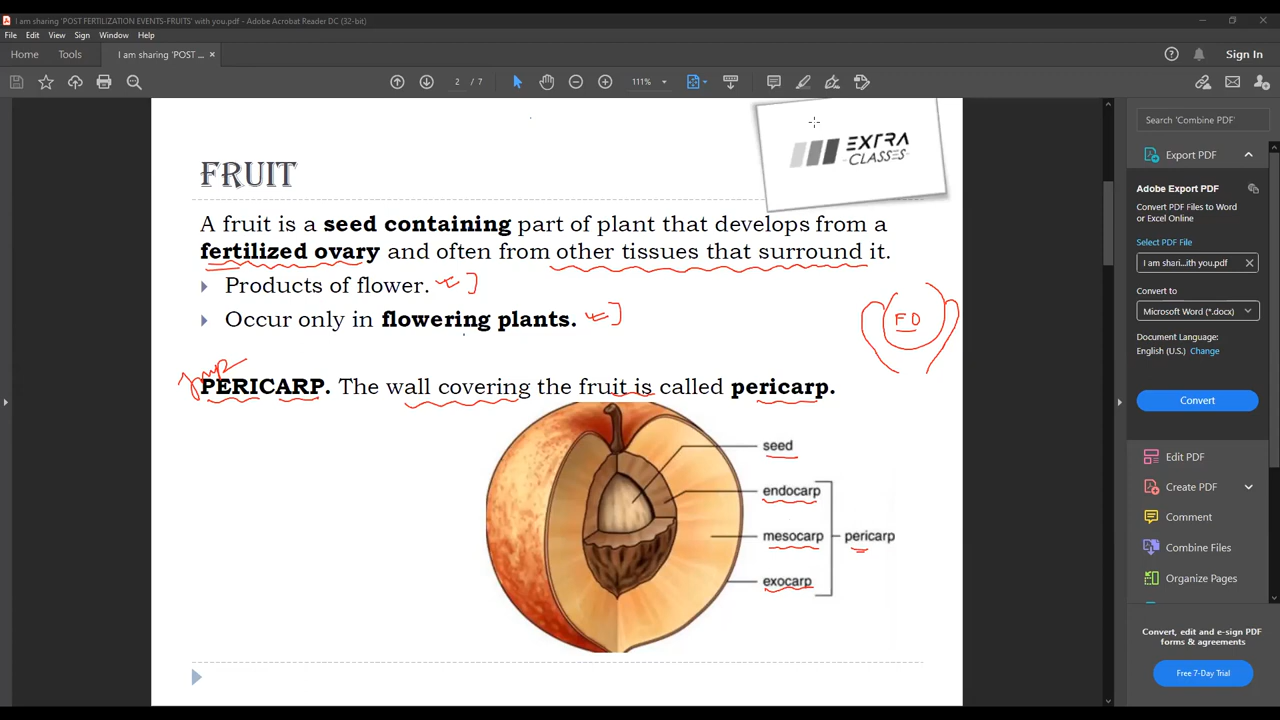 I am sharing 'POST FERTILIZATION EVENTS-FRUITS' with you.pdf - Adobe Acrobat Reader DC (32-bit)
File Edit View Sign Window Help
Home Tools I am sharing 'POST ... × Sign In
2 / 7 111%
EXTRA
CLASSES
FRUIT
A fruit is a seed containing part of plant that develops from a
fertilized ovary and often from other tissues that surround it.
Products of flower.
Occur only in flowering plants.
FO
Imp
PERICARP. The wall covering the fruit is called pericarp.
seed
endocarp
mesocarp
pericarp
exocarp
Search 'Combine PDF'
Export PDF
Adobe Export PDF
Convert PDF Files to Word
or Excel Online
Select PDF File
I am shari...ith you.pdf
Convert to
Microsoft Word (*.docx)
Document Language:
English (U.S.) Change
Convert
Edit PDF
Create PDF
Comment
Combine Files
Organize Pages
Convert, edit and e-sign PDF
forms & agreements
Free 7-Day Trial